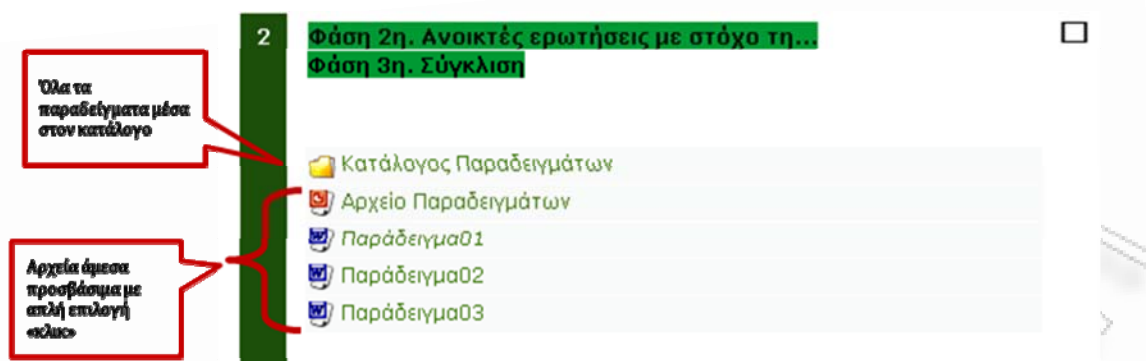 2
Φάση 2η. Ανοικτές ερωτήσεις με στόχο τη...
Φάση 3η. Σύγκλιση
Όλα τα
παραδείγματα μέσα
στον κατάλογο
Κατάλογος Παραδειγμάτων
Αρχείο Παραδειγμάτων
Παράδειγμα01
Παράδειγμα02
Παράδειγμα03
Αρχεία άμεσα
προσβάσιμα με
απλή επιλογή
«κλικ»